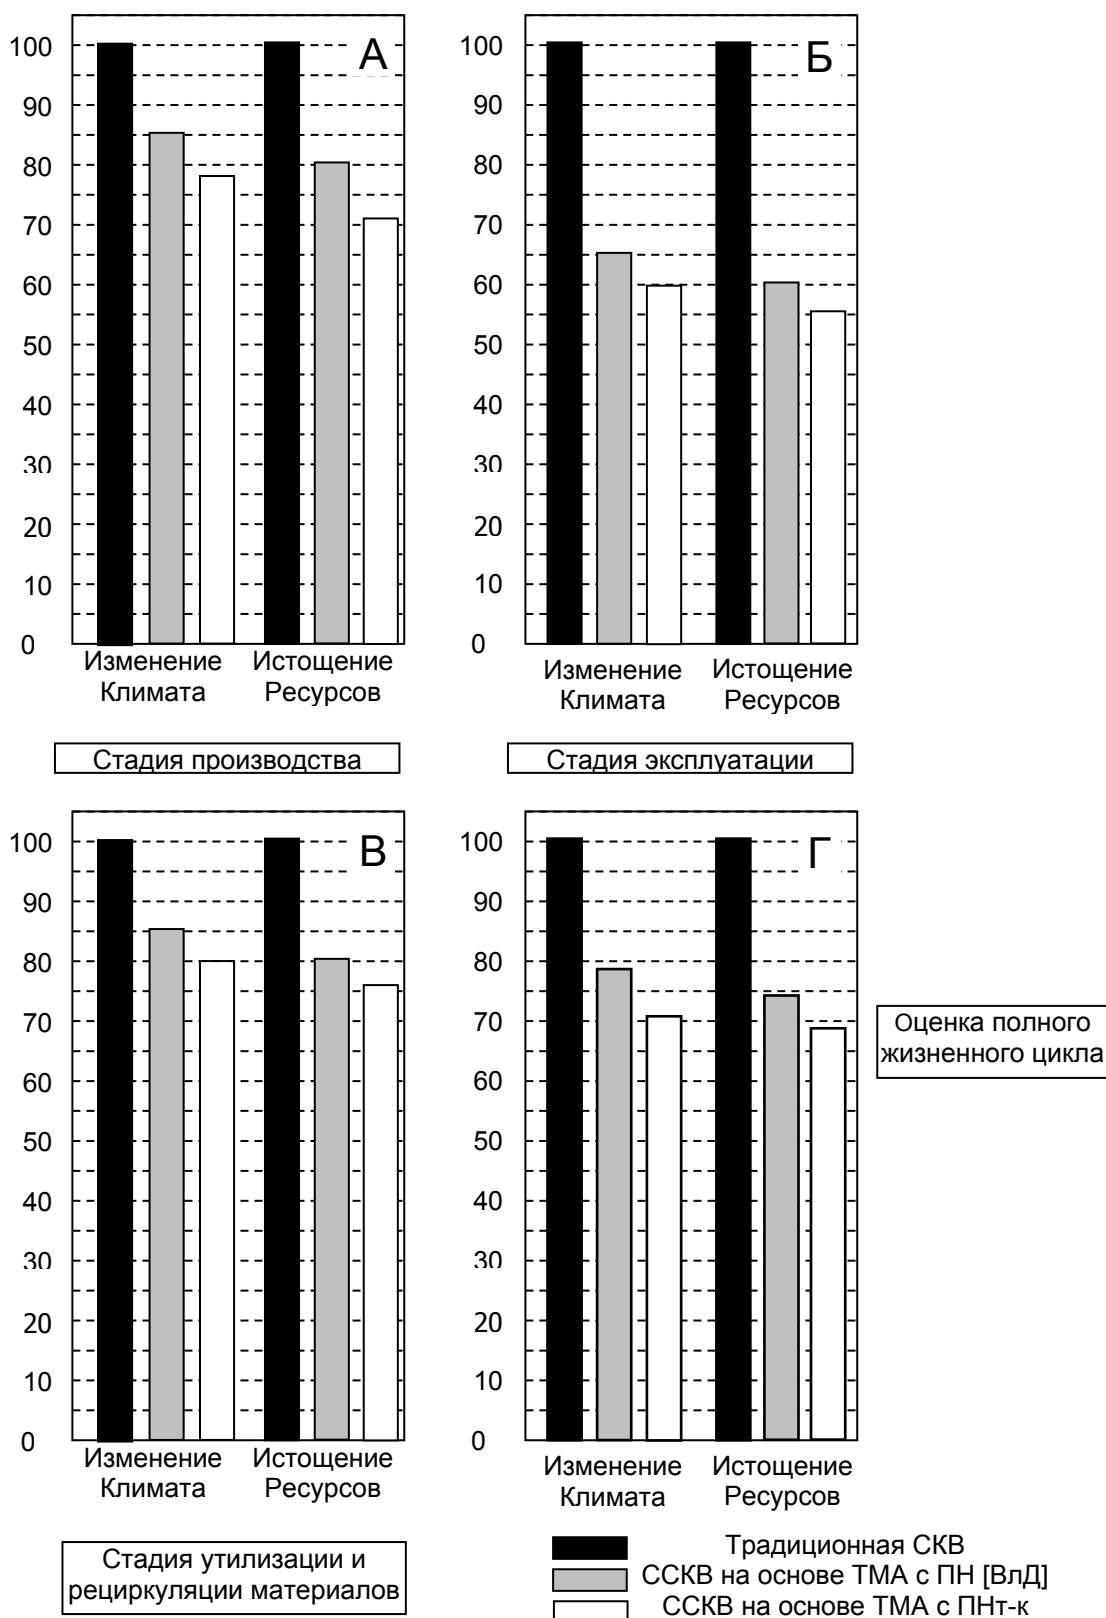 А
100
90
80
70
60
50
40
30
20
10
0
Изменение
Климата
Истощение
Ресурсов
Стадия производства
Б
100
90
80
70
60
50
40
30
20
10
0
Изменение
Климата
Истощение
Ресурсов
Стадия эксплуатации
В
100
90
80
70
60
50
40
30
20
10
0
Изменение
Климата
Истощение
Ресурсов
Стадия утилизации и
рециркуляции материалов
Г
100
90
80
70
60
50
40
30
20
10
0
Изменение
Климата
Истощение
Ресурсов
Оценка полного
жизненного цикла
Традиционная СКВ
ССКВ на основе ТМА с ПН [ВлД]
ССКВ на основе ТМА с ПНт-к